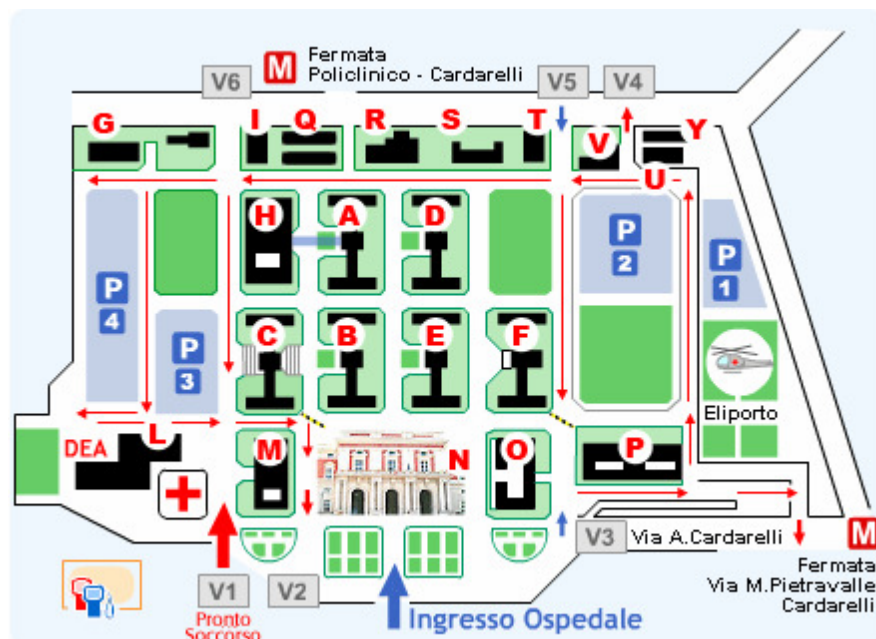 M Fermata
Policlinico - Cardarelli
V6
V5
V4
G
I
Q
R
S
T
V
Y
U
H
A
D
P
4
P
2
P
1
C
B
E
F
P
3
Eliporto
DEA
L
M
N
O
P
V3
Via A.Cardarelli
M
Fermata
Via M.Pietravalle
Cardarelli
V1
V2
Pronto
Soccorso
Ingresso Ospedale